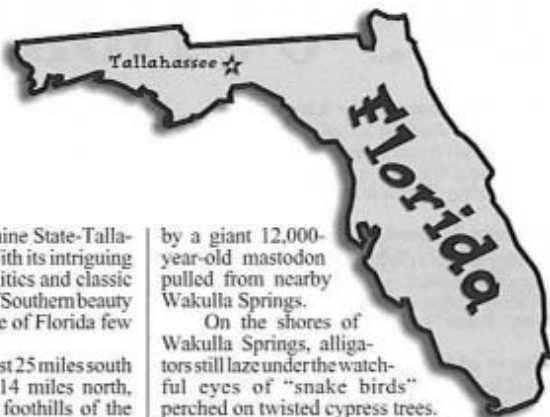 Tallahassee
Florida
ine State-Talla-
ith its intriguing
itics and classic
Southern beauty
e of Florida few
st 25 miles south
14 miles north,
foothills of the
by a giant 12,000-
year-old mastodon
pulled from nearby
Wakulla Springs.
On the shores of
Wakulla Springs, alliga-
tors still laze under the watch-
ful eyes of “snake birds”
perched on twisted cypress trees.